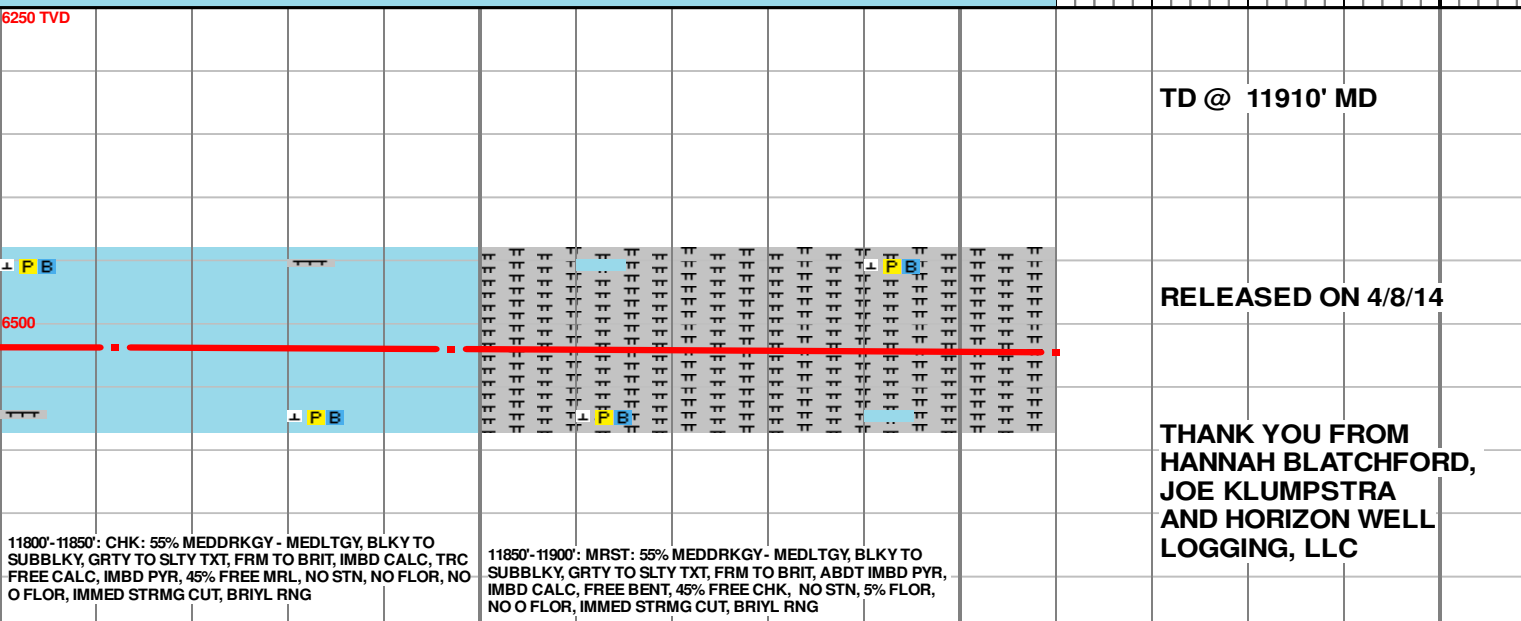 6250 TVD
TD @ 11910' MD
⊥ P B
⊥ P B
RELEASED ON 4/8/14
6500
⊥ P B
⊥ P B
THANK YOU FROM
HANNAH BLATCHFORD,
JOE KLUMPSTRA
AND HORIZON WELL
LOGGING, LLC
11800'-11850': CHK: 55% MEDDRKGY - MEDLTGY, BLKY TO
SUBBLKY, GRTY TO SLTY TXT, FRM TO BRIT, IMBD CALC, TRC
FREE CALC, IMBD PYR, 45% FREE MRL, NO STN, NO FLOR, NO
O FLOR, IMMED STRMG CUT, BRIYL RNG
11850'-11900': MRST: 55% MEDDRKGY - MEDLTGY, BLKY TO
SUBBLKY, GRTY TO SLTY TXT, FRM TO BRIT, ABDT IMBD PYR,
IMBD CALC, FREE BENT, 45% FREE CHK, NO STN, 5% FLOR,
NO O FLOR, IMMED STRMG CUT, BRIYL RNG